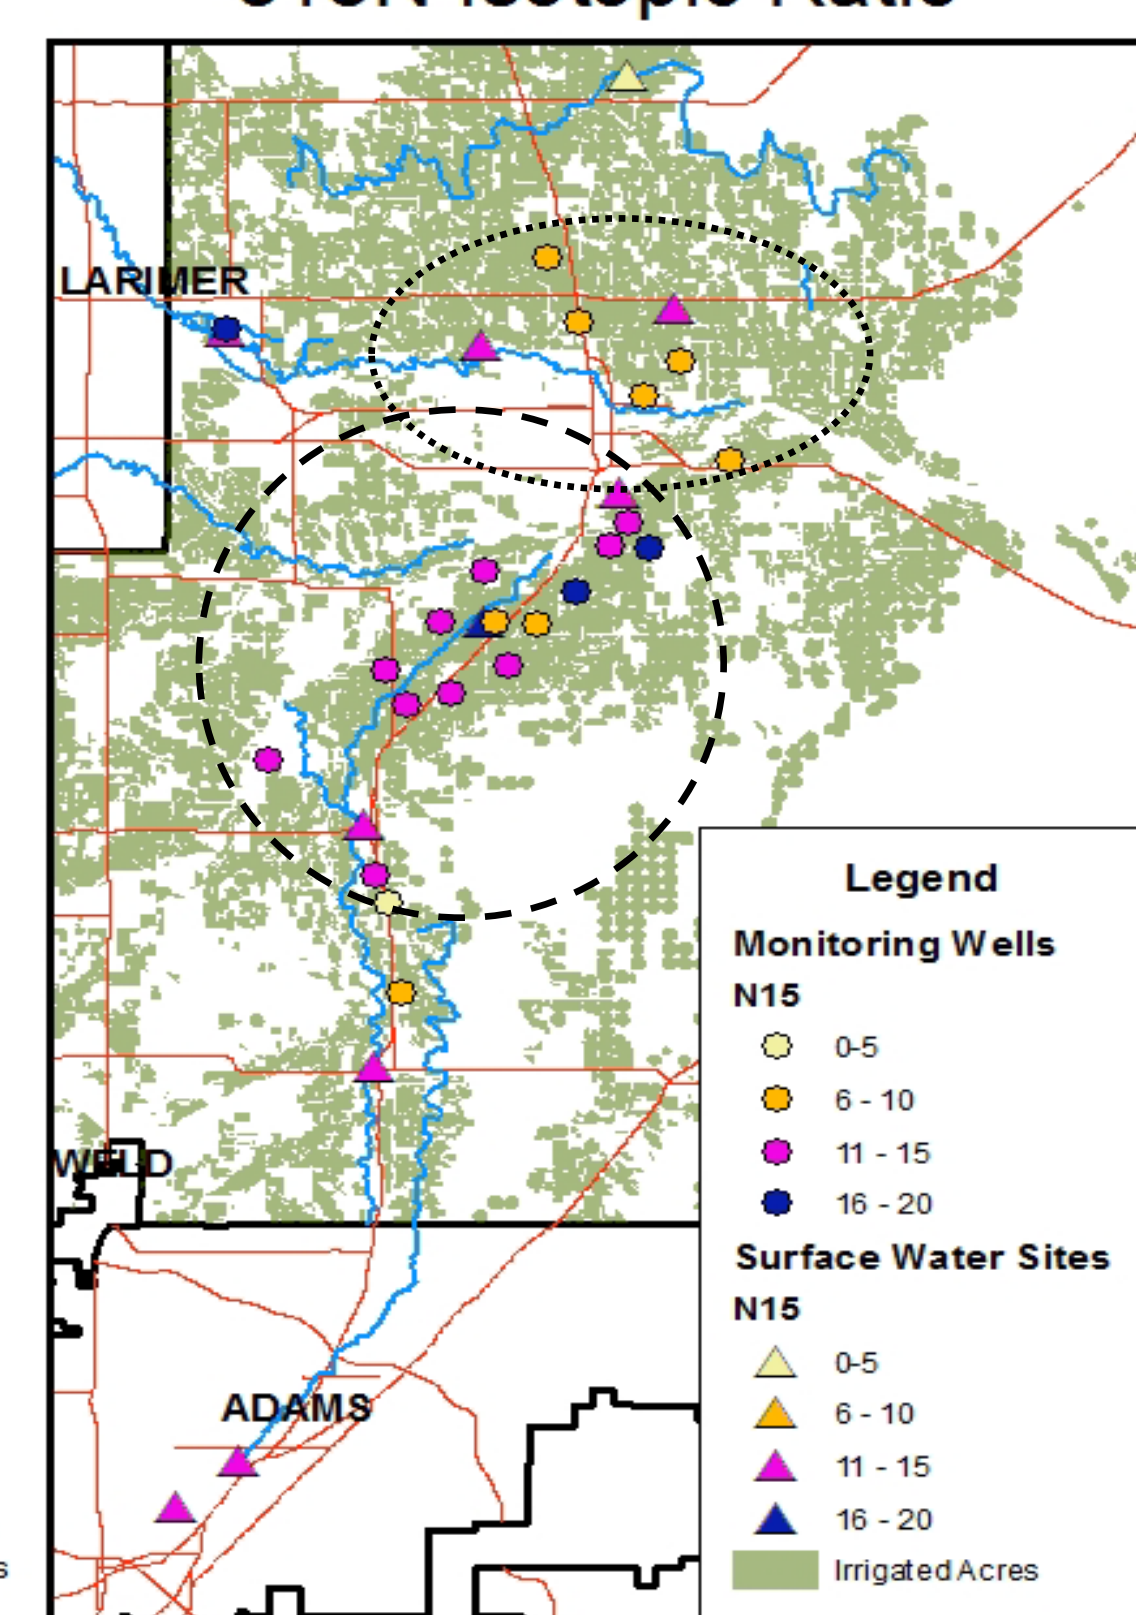 LARIMER
WELD
ADAMS
Legend
Monitoring Wells
N15
0-5
6 - 10
11 - 15
16 - 20
Surface Water Sites
N15
0-5
6 - 10
11 - 15
16 - 20
Irrigated Acres